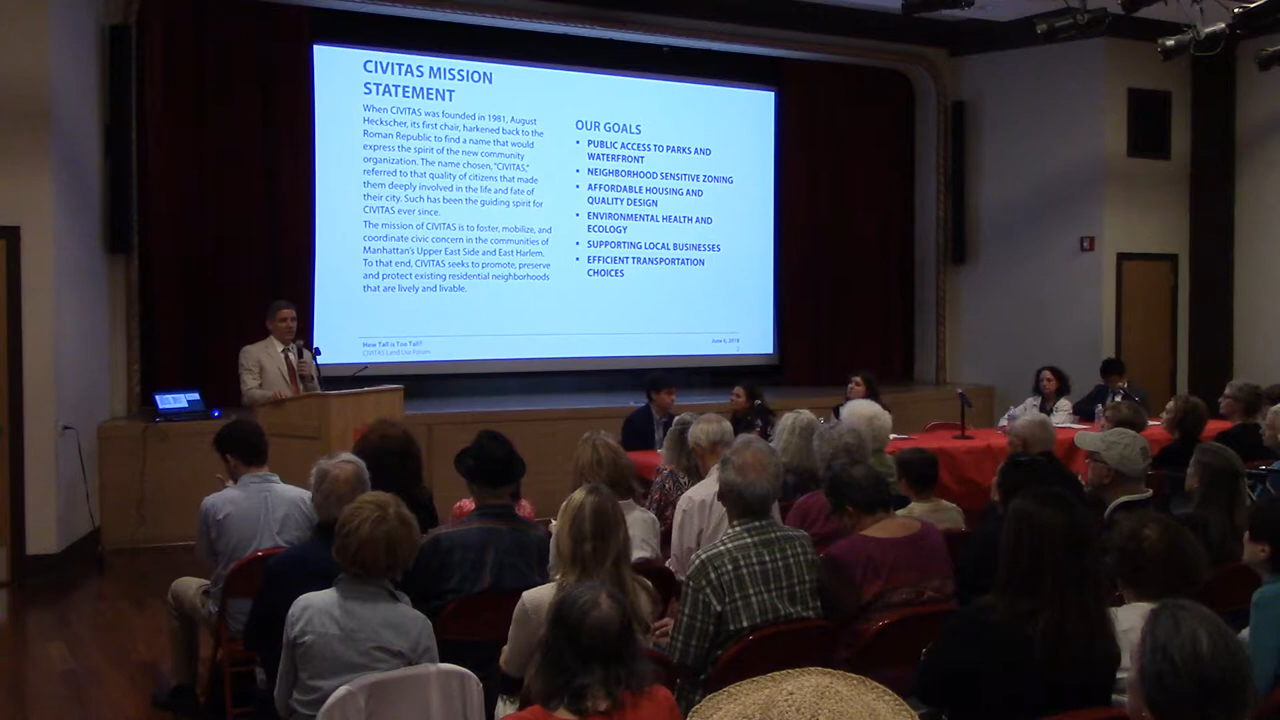 CIVITAS MISSION
STATEMENT
When CIVITAS was founded in 1981, August
Heckscher, its first chair, harkened back to the
Roman Republic to find a name that would
express the spirit of the new community
organization. The name chosen, "CIVITAS,"
referred to that quality of citizens that made
them deeply involved in the life and fate of
their city. Such has been the guiding spirit for
CIVITAS ever since.
The mission of CIVITAS is to foster, mobilize, and
coordinate civic concern in the communities of
Manhattan's Upper East Side and East Harlem.
To that end, CIVITAS seeks to promote, preserve
and protect existing residential neighborhoods
that are lively and livable.
OUR GOALS
▪ PUBLIC ACCESS TO PARKS AND
WATERFRONT
▪ NEIGHBORHOOD SENSITIVE ZONING
▪ AFFORDABLE HOUSING AND
QUALITY DESIGN
▪ ENVIRONMENTAL HEALTH AND
ECOLOGY
▪ SUPPORTING LOCAL BUSINESSES
▪ EFFICIENT TRANSPORTATION
CHOICES
How Tall is Too Tall?
CIVITAS Land Use Forum
June 6, 2018
2